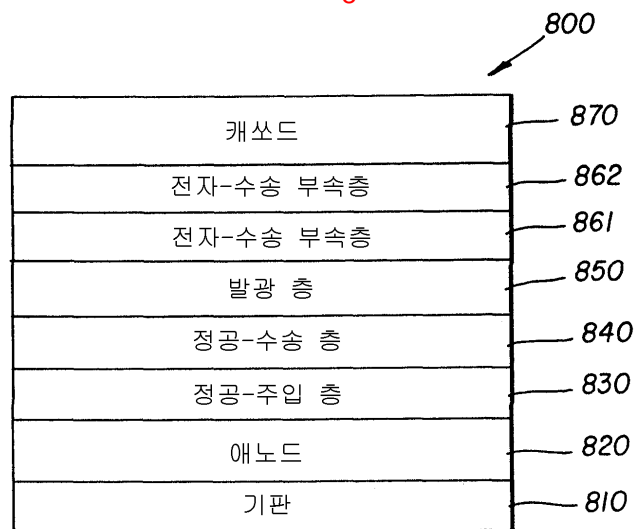 800
캐쏘드 870
전자-수송 부속층 862
전자-수송 부속층 861
발광 층 850
정공-수송 층 840
정공-주입 층 830
애노드 820
기판 810